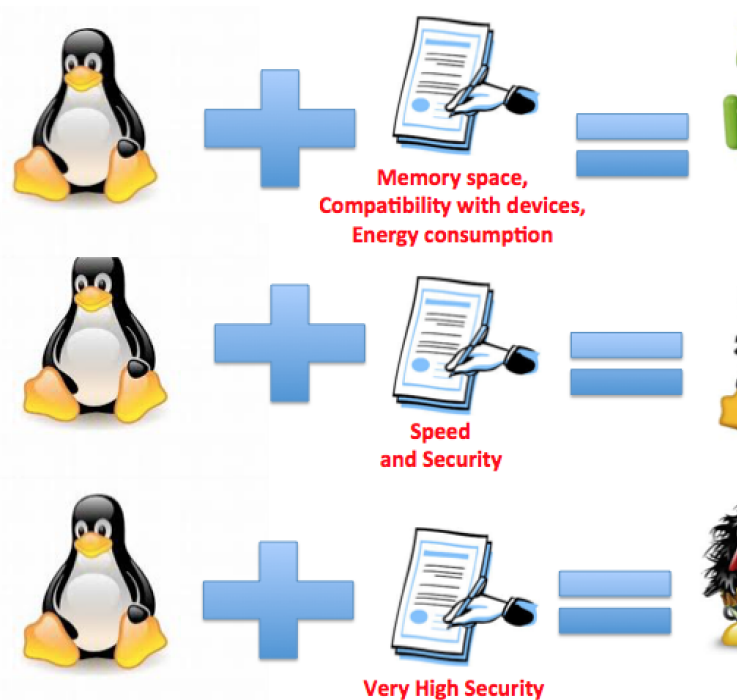 Memory space,
Compatibility with devices,
Energy consumption
Speed
and Security
Very High Security